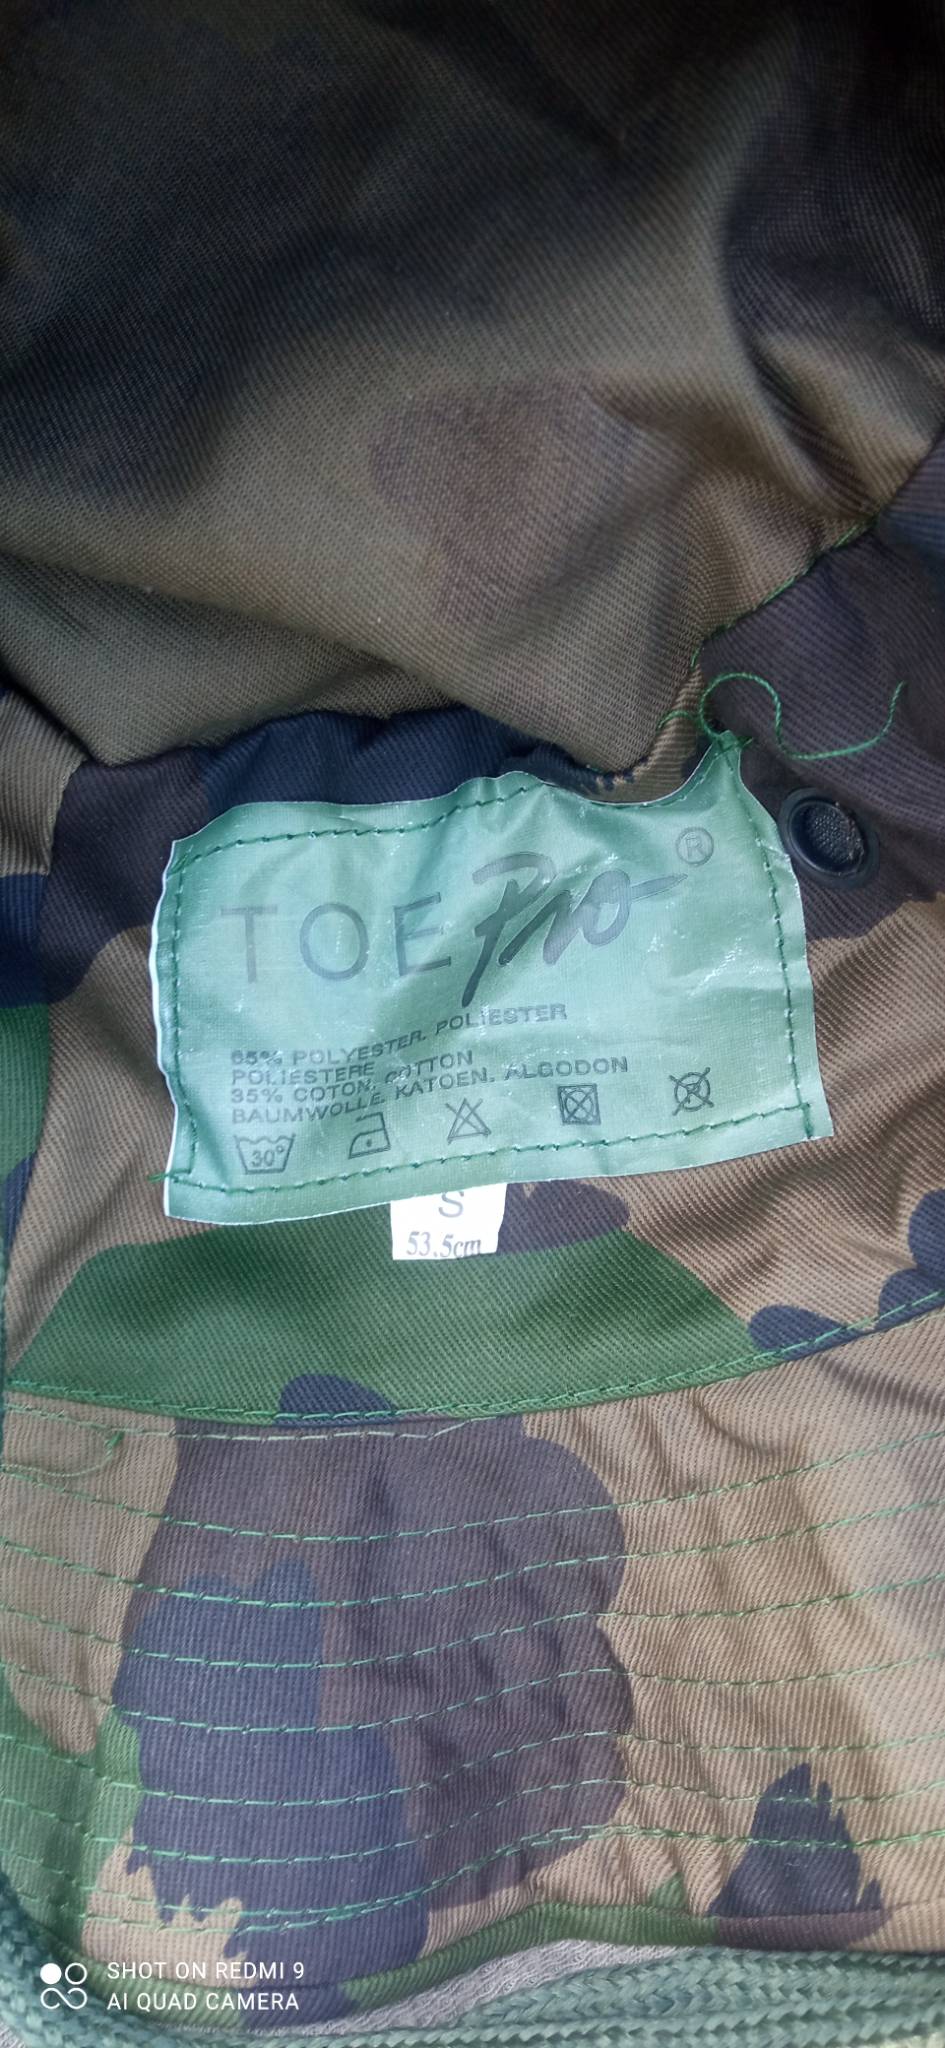 TOE Pro ®
65% POLYESTER, POLIESTER
POLIESTERE
35% COTON, COTTON
BAUMWOLLE, KATOEN, ALGODON
30°
P
S
53.5cm
SHOT ON REDMI 9
AI QUAD CAMERA